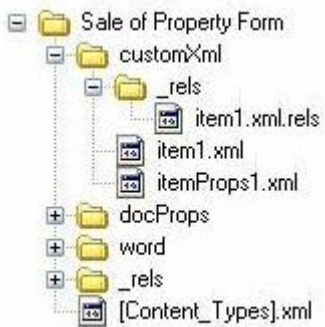 Sale of Property Form
customXml
_rels
item1.xml.rels
item1.xml
itemProps1.xml
docProps
word
_rels
[Content_Types].xml